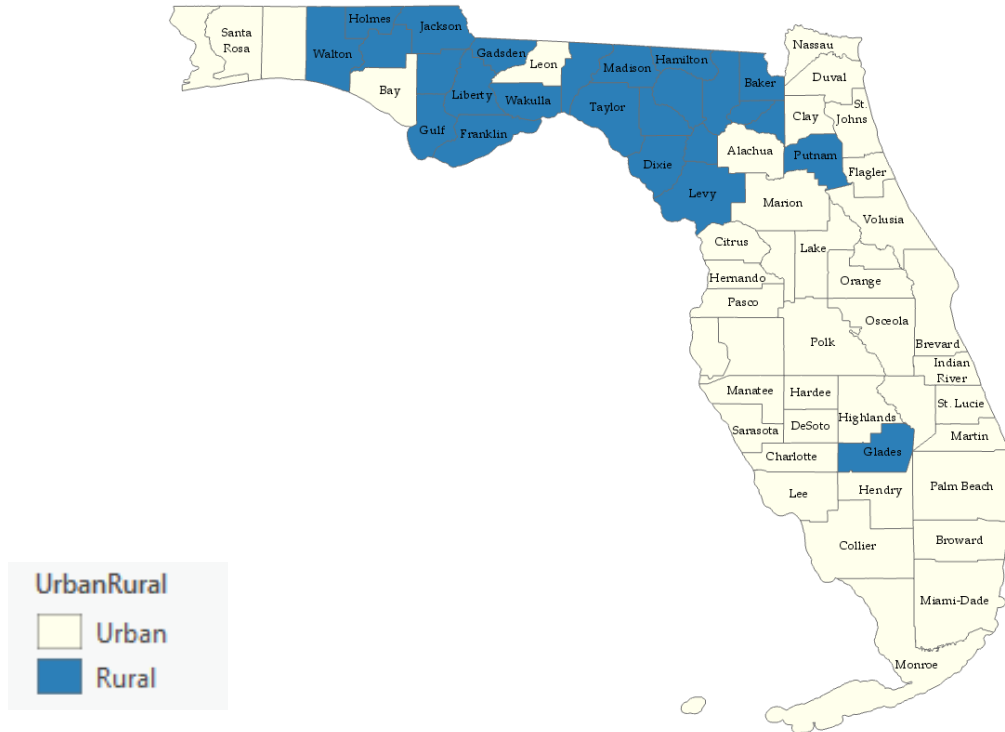 Holmes
Jackson
Santa
Rosa
Walton
Gadsden
Leon
Madison
Hamilton
Nassau
Duval
Baker
Bay
Liberty
Wakulla
Taylor
Clay
St.
Johns
Gulf
Franklin
Alachua
Putnam
Dixie
Flagler
Levy
Marion
Volusia
Citrus
Lake
Hernando
Orange
Pasco
Osceola
Polk
Brevard
Indian
River
Manatee
Hardee
St. Lucie
Highlands
Sarasota
DeSoto
Martin
Charlotte
Glades
Lee
Hendry
Palm Beach
Collier
Broward
Miami-Dade
Monroe
UrbanRural
Urban
Rural